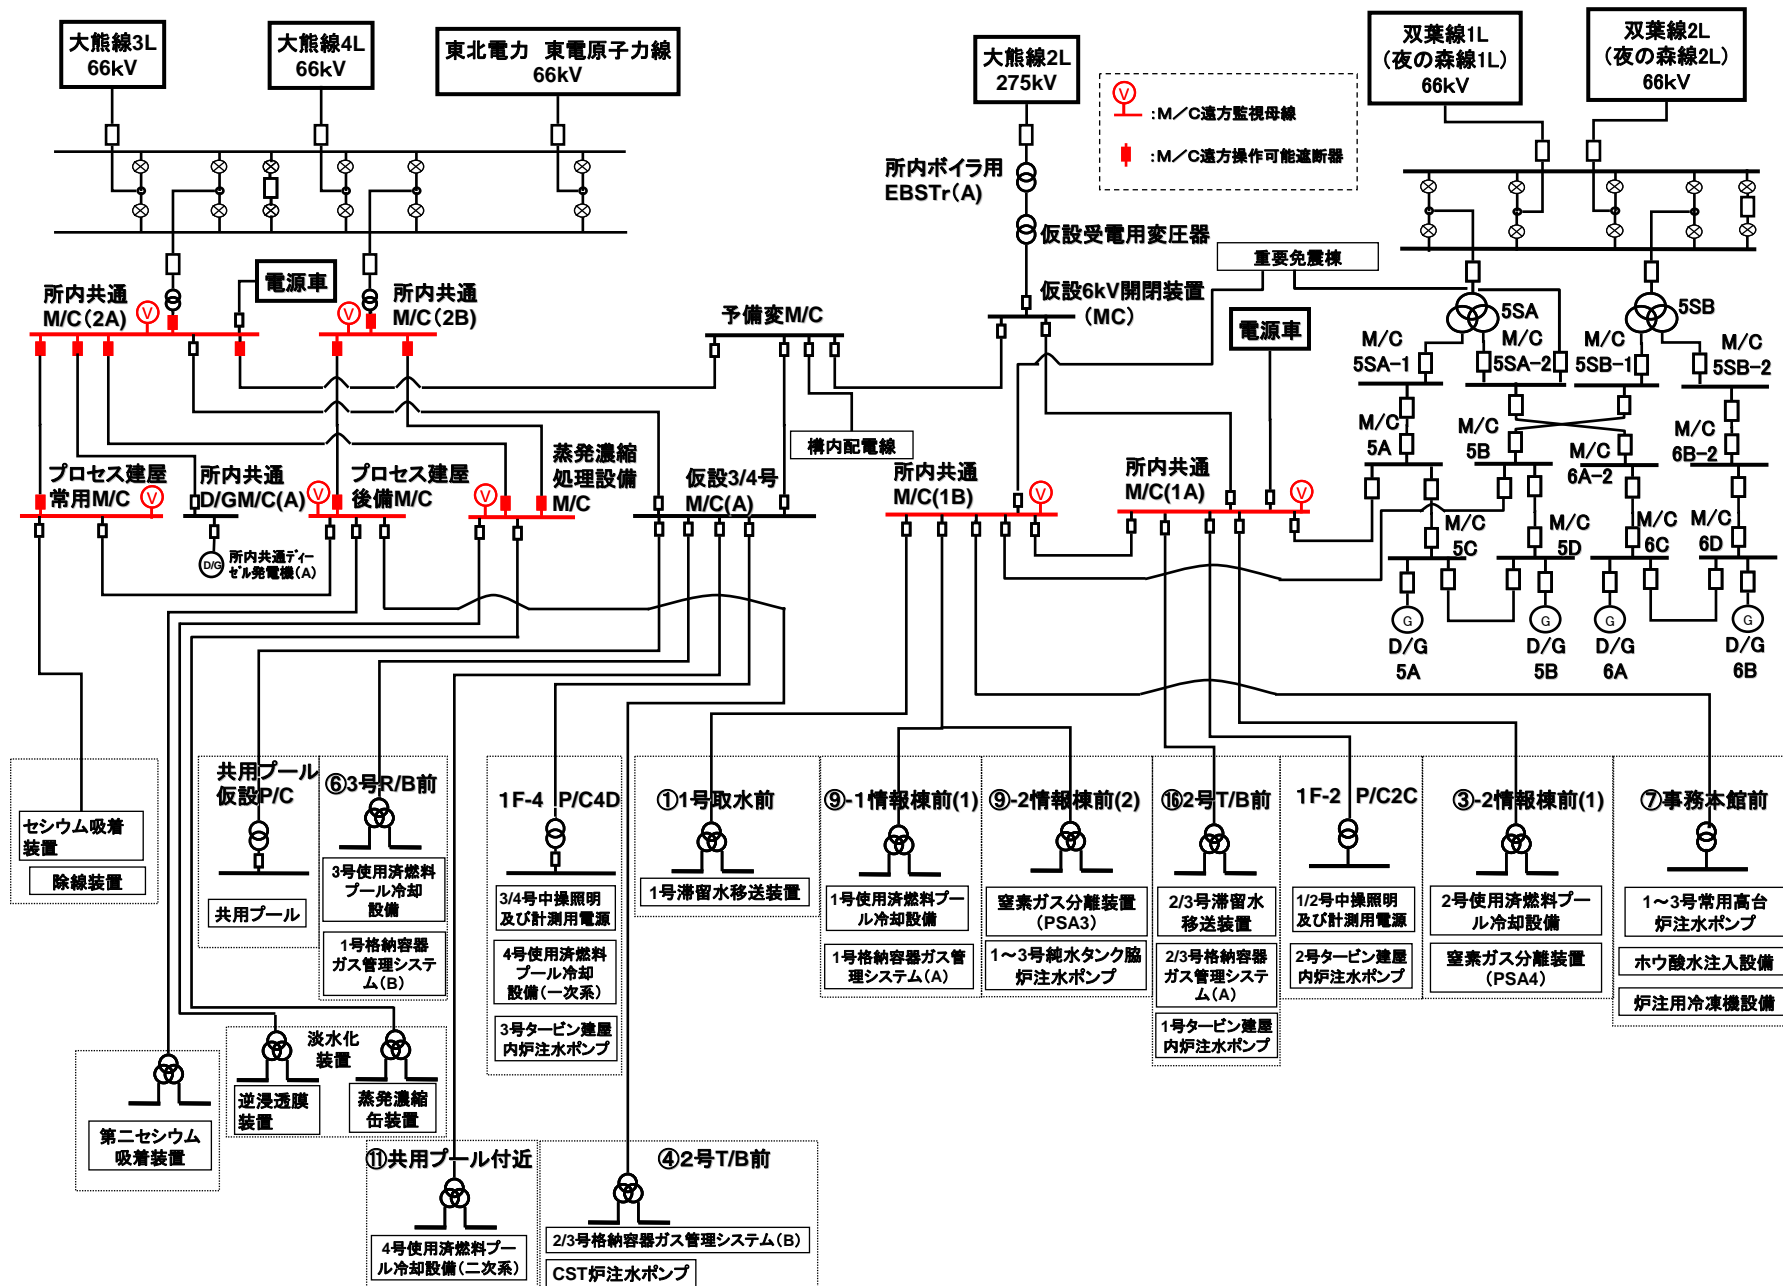 大熊線3L
66kV
大熊線4L
66kV
東北電力 東電原子力線
66kV
大熊線2L
275kV
V
:M/C遠方監視母線
:M/C遠方操作可能遮断器
双葉線1L
(夜の森線1L)
66kV
双葉線2L
(夜の森線2L)
66kV
所内ボイラ用
EBSTr(A)
仮設受電用変圧器
重要免震棟
電源車
所内共通
M/C(2A)
V
所内共通
M/C(2B)
V
予備変M/C
仮設6kV開閉装置
(MC)
電源車
5SA
5SB
M/C
5SA-1
M/C
5SA-2
M/C
5SB-1
M/C
5SB-2
構内配電線
M/C
5A
M/C
5B
M/C
6A-2
M/C
6B-2
プロセス建屋
常用M/C
V
所内共通
D/GM/C(A)
プロセス建屋
後備M/C
V
蒸発濃縮
処理設備
M/C
V
仮設3/4号
M/C(A)
所内共通
M/C(1B)
V
所内共通
M/C(1A)
V
D/G
所内共通ディー
ゼル発電機(A)
M/C
5C
M/C
5D
M/C
6C
M/C
6D
G
G
G
G
D/G
5A
D/G
5B
D/G
6A
D/G
6B
セシウム吸着
装置
除線装置
共用プール
仮設P/C
共用プール
⑥3号R/B前
3号使用済燃料
プール冷却
設備
1号格納容器
ガス管理システ
ム(B)
1F-4 P/C4D
3/4号中操照明
及び計測用電源
4号使用済燃料
プール冷却
設備(一次系)
3号タービン建屋
内炉注水ポンプ
①1号取水前
1号滞留水移送装置
⑨-1情報棟前(1)
1号使用済燃料プー
ル冷却設備
1号格納容器ガス管
理システム(A)
⑨-2情報棟前(2)
窒素ガス分離装置
(PSA3)
1~3号純水タンク脇
炉注水ポンプ
⑯2号T/B前
2/3号滞留水
移送装置
2/3号格納容器
ガス管理システ
ム(A)
1号タービン建屋
内炉注水ポンプ
1F-2 P/C2C
1/2号中操照明
及び計測用電源
2号タービン建屋
内炉注水ポンプ
③-2情報棟前(1)
2号使用済燃料プー
ル冷却設備
窒素ガス分離装置
(PSA4)
⑦事務本館前
1~3号常用高台
炉注水ポンプ
ホウ酸水注入設備
炉注用冷凍機設備
第二セシウム
吸着装置
淡水化
装置
逆浸透膜
装置
蒸発濃縮
缶装置
⑪共用プール付近
4号使用済燃料プー
ル冷却設備(二次系)
④2号T/B前
2/3号格納容器ガス管理システム(B)
CST炉注水ポンプ